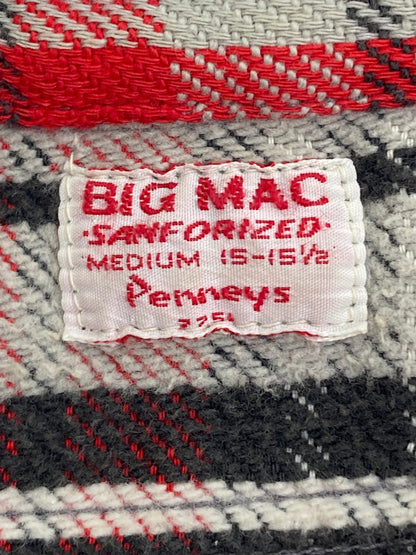 BIG MAC
·SANFORIZED·
MEDIUM 15-15½
Penneys